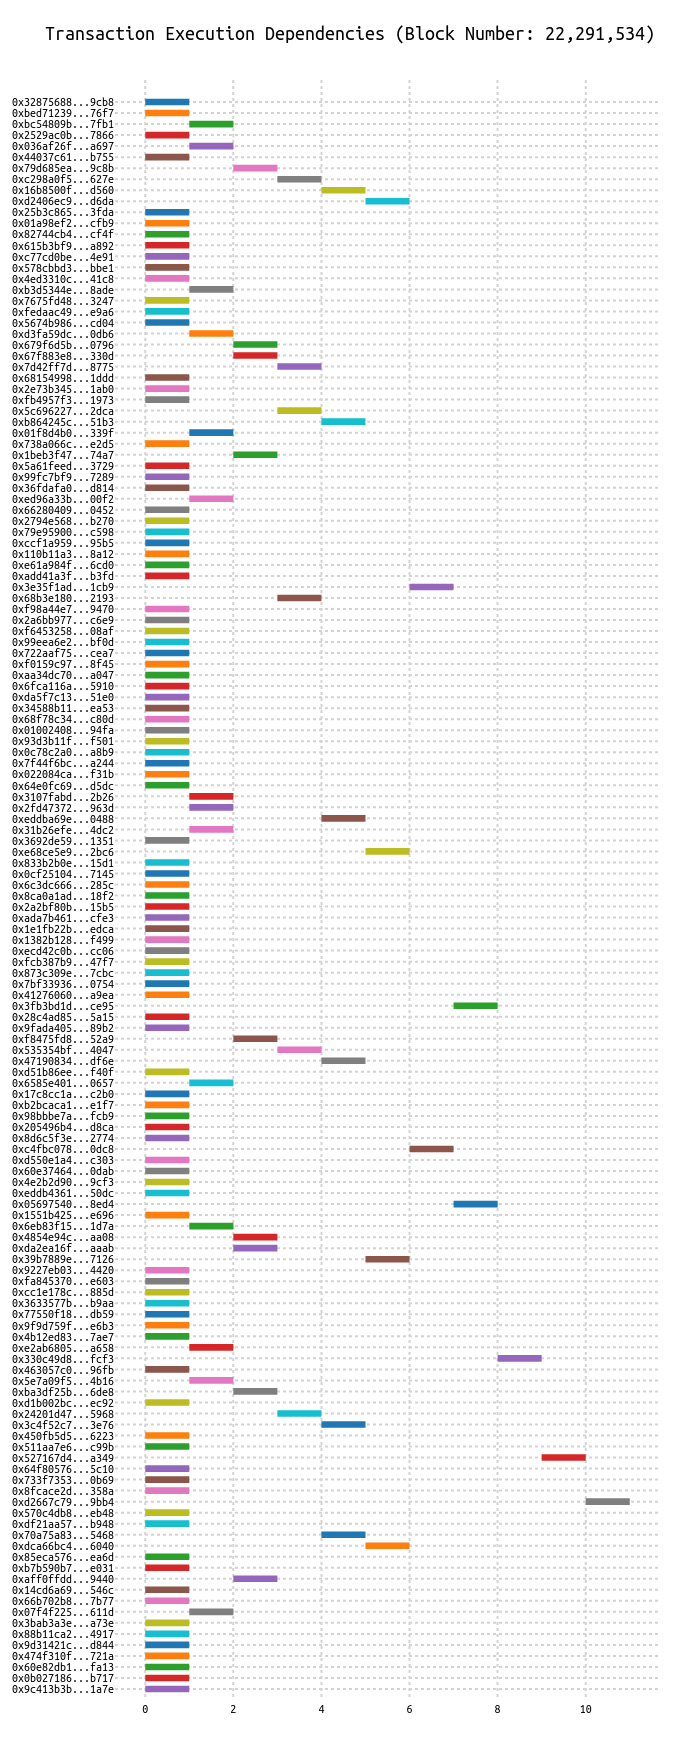 Transaction Execution Dependencies (Block Number: 22,291,534)
0x32875688...9cb8
0xbed71239...76f7
0xbc54809b...7fb1
0x2529ac0b...7866
0x036af26f...a697
0x44037c61...b755
0x79d685ea...9c8b
0xc298a0f5...627e
0x16b8500f...d560
0xd2406ec9...d6da
0x25b3c865...3fda
0x01a98ef2...cfb9
0x82744cb4...cf4f
0x615b3bf9...a892
0xc77cd0be...4e91
0x578cbbd3...bbe1
0x4ed3310c...41c8
0xb3d5344e...8ade
0x7675fd48...3247
0xfedaac49...e9a6
0x5674b986...cd04
0xd3fa59dc...0db6
0x679f6d5b...0796
0x67f883e8...330d
0x7d42ff7d...8775
0x68154998...1ddd
0x2e73b345...1ab0
0xfb4957f3...1973
0x5c696227...2dca
0xb864245c...51b3
0x01f8d4b0...339f
0x738a066c...e2d5
0x1beb3f47...74a7
0x5a61feed...3729
0x99fc7bf9...7289
0x36fdafa0...d814
0xed96a33b...00f2
0x66280409...0452
0x2794e568...b270
0x79e95900...c598
0xccf1a959...95b5
0x110b11a3...8a12
0xe61a984f...6cd0
0xadd41a3f...b3fd
0x3e35f1ad...1cb9
0x68b3e180...2193
0xf98a44e7...9470
0x2a6bb977...c6e9
0xf6453258...08af
0x99eea6e2...bf0d
0x722aaf75...cea7
0xf0159c97...8f45
0xaa34dc70...a047
0x6fca116a...5910
0xda5f7c13...51e0
0x34588b11...ea53
0x68f78c34...c80d
0x01002408...94fa
0x93d3b11f...f501
0x0c78c2a0...a8b9
0x7f44f6bc...a244
0x022084ca...f31b
0x64e0fc69...d5dc
0x3107fabd...2b26
0x2fd47372...963d
0xeddba69e...0488
0x31b26efe...4dc2
0x3692de59...1351
0xe68ce5e9...2bc6
0x833b2b0e...15d1
0x0cf25104...7145
0x6c3dc666...285c
0x8ca0a1ad...18f2
0x2a2bf80b...15b5
0xada7b461...cfe3
0x1e1fb22b...edca
0x1382b128...f499
0xecd42c0b...cc06
0xfcb387b9...47f7
0x873c309e...7cbc
0x7bf33936...0754
0x41276060...a9ea
0x3fb3bd1d...ce95
0x28c4ad85...5a15
0x9fada405...89b2
0xf8475fd8...52a9
0x535354bf...4047
0x47190834...df6e
0xd51b86ee...f40f
0x6585e401...0657
0x17c8cc1a...c2b0
0xb2bcaca1...e1f7
0x98bbbe7a...fcb9
0x205496b4...d8ca
0x8d6c5f3e...2774
0xc4fbc078...0dc8
0xd550e1a4...c303
0x60e37464...0dab
0x4e2b2d90...9cf3
0xeddb4361...50dc
0x05697540...8ed4
0x1551b425...e696
0x6eb83f15...1d7a
0x4854e94c...aa08
0xda2ea16f...aaab
0x39b7889e...7126
0x9227eb03...4420
0xfa845370...e603
0xcc1e178c...885d
0x3633577b...b9aa
0x77550f18...db59
0x9f9d759f...e6b3
0x4b12ed83...7ae7
0xe2ab6805...a658
0x330c49d8...fcf3
0x463057c0...96fb
0x5e7a09f5...4b16
0xba3df25b...6de8
0xd1b002bc...ec92
0x24201d47...5968
0x3c4f52c7...3e76
0x450fb5d5...6223
0x511aa7e6...c99b
0x527167d4...a349
0x64f80576...5c10
0x733f7353...0b69
0x8fcace2d...358a
0xd2667c79...9bb4
0x570c4db8...eb48
0xdf21aa57...b948
0x70a75a83...5468
0xdca66bc4...6040
0x85eca576...ea6d
0xb7b590b7...e031
0xaff0ffdd...9440
0x14cd6a69...546c
0x66b702b8...7b77
0x07f4f225...611d
0x3bab3a3e...a73e
0x88b11ca2...4917
0x9d31421c...d844
0x474f310f...721a
0x60e82db1...fa13
0x0b027186...b717
0x9c413b3b...1a7e
0 2 4 6 8 10